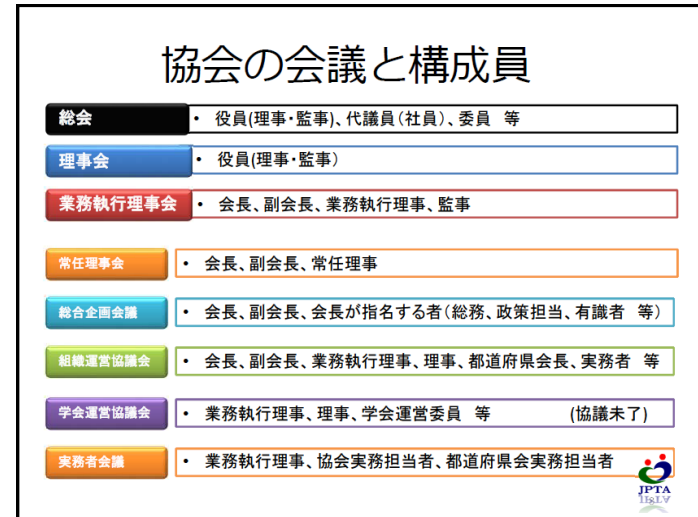 協会の会議と構成員
総会
・ 役員(理事・監事)、代議員（社員）、委員 等
理事会
・ 役員(理事・監事）
業務執行理事会
・ 会長、副会長、業務執行理事、監事
常任理事会
・ 会長、副会長、常任理事
総合企画会議
・ 会長、副会長、会長が指名する者（総務、政策担当、有識者 等）
組織運営協議会
・ 会長、副会長、業務執行理事、理事、都道府県会長、実務者 等
学会運営協議会
・ 業務執行理事、理事、学会運営委員 等 (協議未了)
実務者会議
・ 業務執行理事、協会実務担当者、都道府県会実務担当者
JPTA